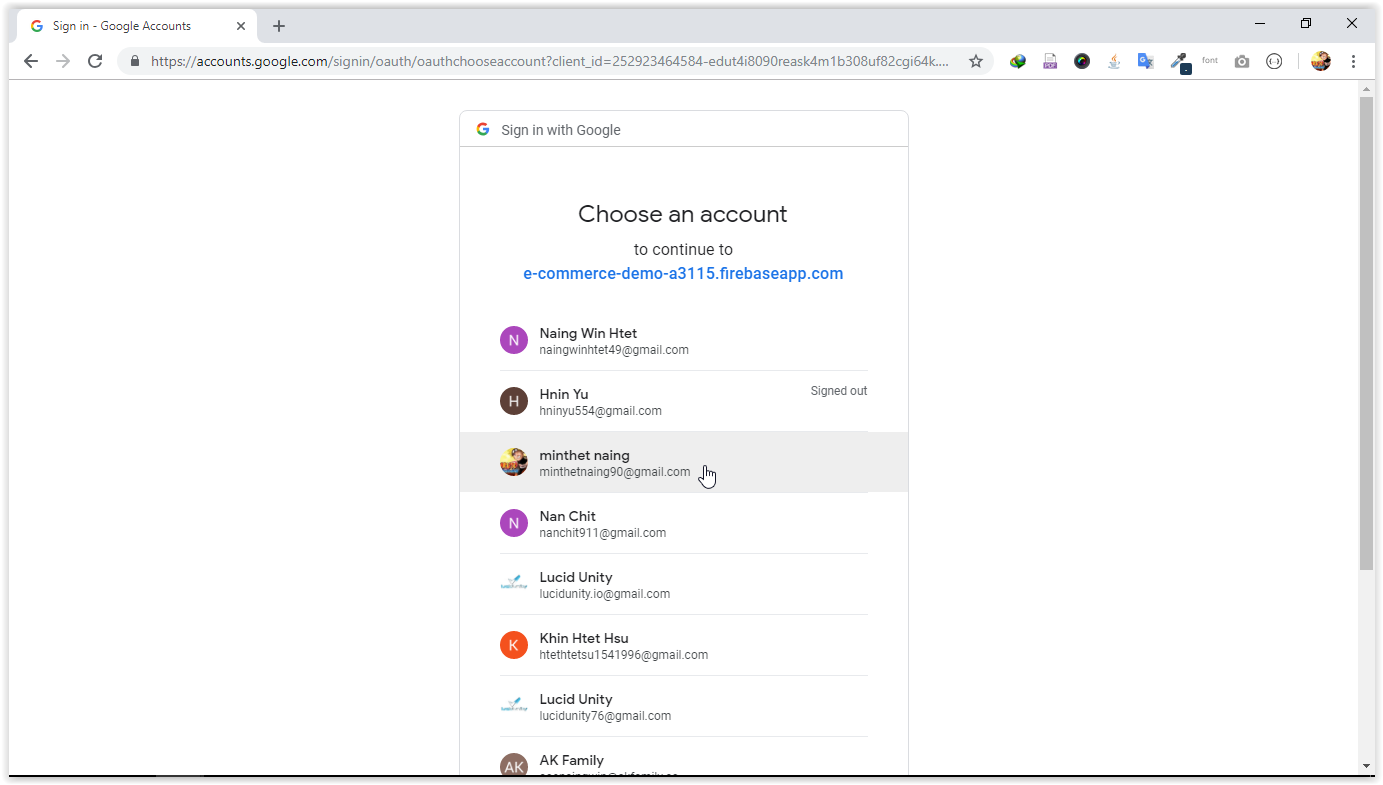 Sign in - Google Accounts
https://accounts.google.com/signin/oauth/oauthchooseaccount?client_id=252923464584-edut4i8090reask4m1b308uf82cgi64k....
font
Sign in with Google
Choose an account
to continue to
e-commerce-demo-a3115.firebaseapp.com
N
Naing Win Htet
naingwinhtet49@gmail.com
H
Hnin Yu
Signed out
hninyu554@gmail.com
minthet naing
minthetnaing90@gmail.com
N
Nan Chit
nanchit911@gmail.com
Lucid Unity
lucidunity.io@gmail.com
K
Khin Htet Hsu
htethtetsu1541996@gmail.com
Lucid Unity
lucidunity76@gmail.com
AK
AK Family